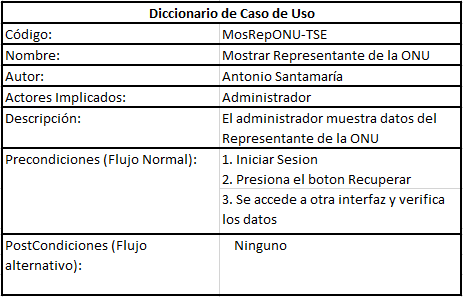 Diccionario de Caso de Uso
Código: MosRepONU-TSE
Nombre: Mostrar Representante de la ONU
Autor: Antonio Santamaría
Actores Implicados: Administrador
Descripción: El administrador muestra datos del
Representante de la ONU
Precondiciones (Flujo Normal): 1. Iniciar Sesion
2. Presiona el boton Recuperar
3. Se accede a otra interfaz y verifica
los datos
PostCondiciones (Flujo Ninguno
alternativo):